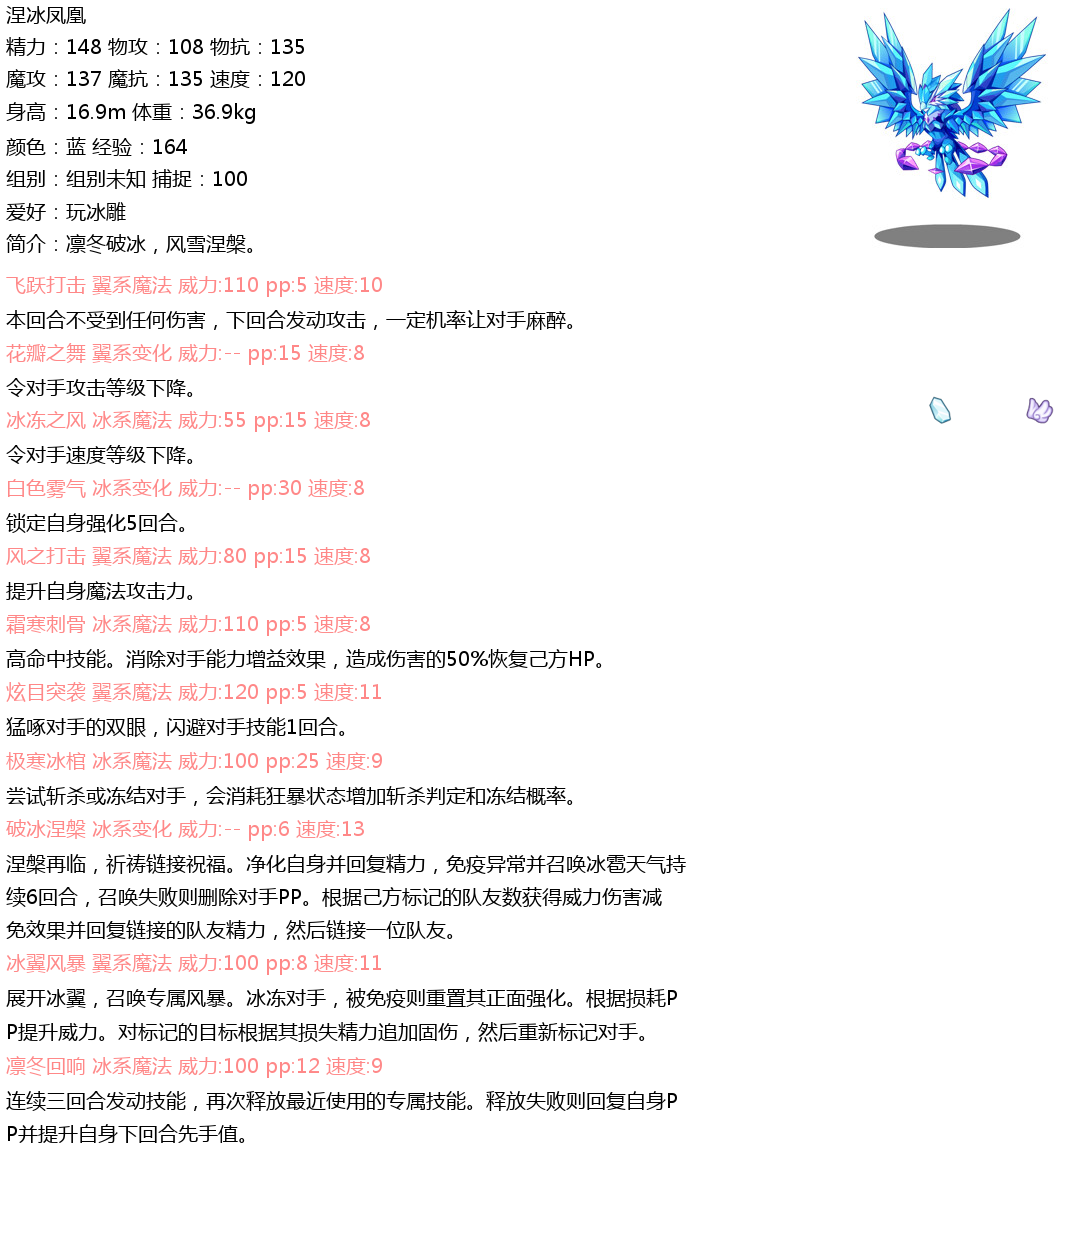 涅冰凤凰
精力：148 物攻：108 物抗：135
魔攻：137 魔抗：135 速度：120
身高：16.9m 体重：36.9kg
颜色：蓝 经验：164
组别：组别未知 捕捉：100
爱好：玩冰雕
简介：凛冬破冰，风雪涅槃。
飞跃打击 翼系魔法 威力:110 pp:5 速度:10
本回合不受到任何伤害，下回合发动攻击，一定机率让对手麻醉。
花瓣之舞 翼系变化 威力:-- pp:15 速度:8
令对手攻击等级下降。
冰冻之风 冰系魔法 威力:55 pp:15 速度:8
令对手速度等级下降。
白色雾气 冰系变化 威力:-- pp:30 速度:8
锁定自身强化5回合。
风之打击 翼系魔法 威力:80 pp:15 速度:8
提升自身魔法攻击力。
霜寒刺骨 冰系魔法 威力:110 pp:5 速度:8
高命中技能。消除对手能力增益效果，造成伤害的50%恢复己方HP。
炫目突袭 翼系魔法 威力:120 pp:5 速度:11
猛啄对手的双眼，闪避对手技能1回合。
极寒冰棺 冰系魔法 威力:100 pp:25 速度:9
尝试斩杀或冻结对手，会消耗狂暴状态增加斩杀判定和冻结概率。
破冰涅槃 冰系变化 威力:-- pp:6 速度:13
涅槃再临，祈祷链接祝福。净化自身并回复精力，免疫异常并召唤冰雹天气持
续6回合，召唤失败则删除对手PP。根据己方标记的队友数获得威力伤害减
免效果并回复链接的队友精力，然后链接一位队友。
冰翼风暴 翼系魔法 威力:100 pp:8 速度:11
展开冰翼，召唤专属风暴。冰冻对手，被免疫则重置其正面强化。根据损耗P
P提升威力。对标记的目标根据其损失精力追加固伤，然后重新标记对手。
凛冬回响 冰系魔法 威力:100 pp:12 速度:9
连续三回合发动技能，再次释放最近使用的专属技能。释放失败则回复自身P
P并提升自身下回合先手值。